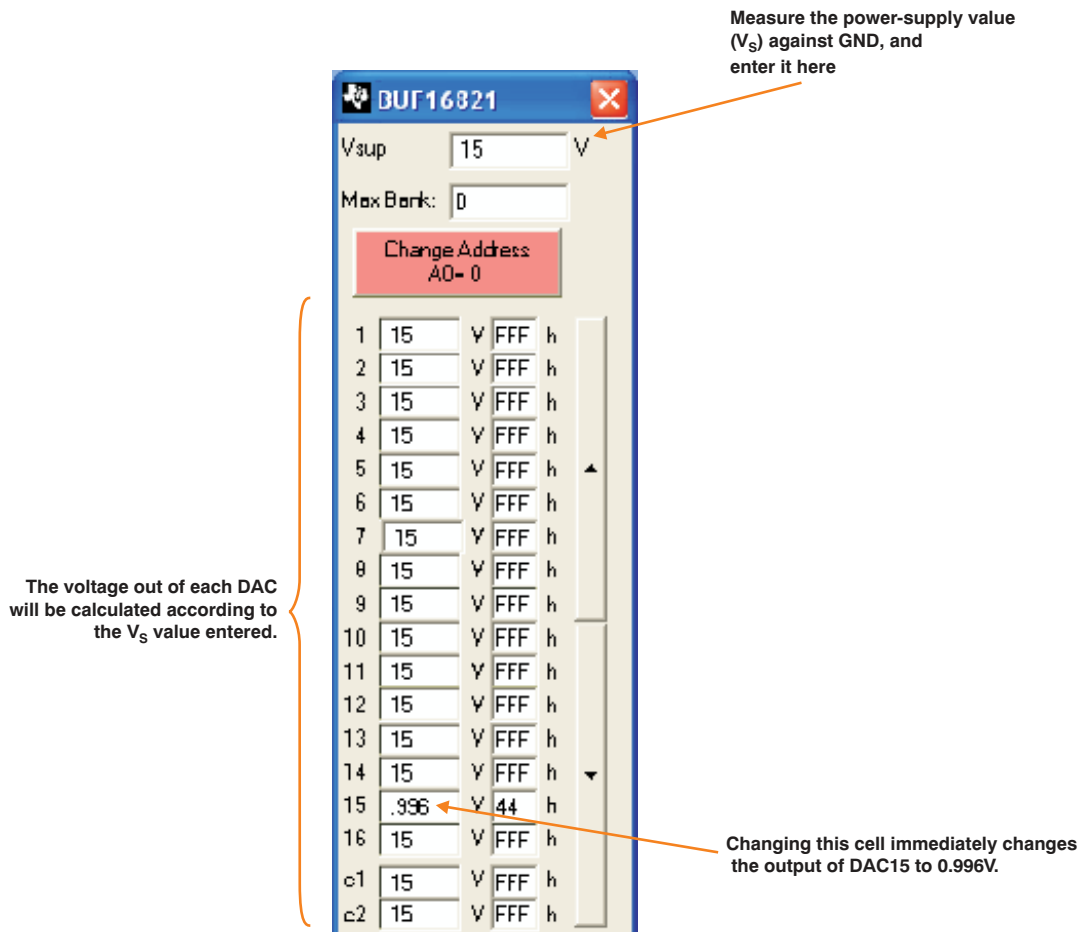 Measure the power-supply value
(VS) against GND, and
enter it here
BUF16821
Vsup 15 V
Max Bank: 0
Change Address
A0= 0
1 15 V FFF h
2 15 V FFF h
3 15 V FFF h
4 15 V FFF h
5 15 V FFF h
6 15 V FFF h
7 15 V FFF h
8 15 V FFF h
9 15 V FFF h
10 15 V FFF h
11 15 V FFF h
12 15 V FFF h
13 15 V FFF h
14 15 V FFF h
15 .996 V 44 h
16 15 V FFF h
c1 15 V FFF h
c2 15 V FFF h
The voltage out of each DAC
will be calculated according to
the VS value entered.
Changing this cell immediately changes
the output of DAC15 to 0.996V.